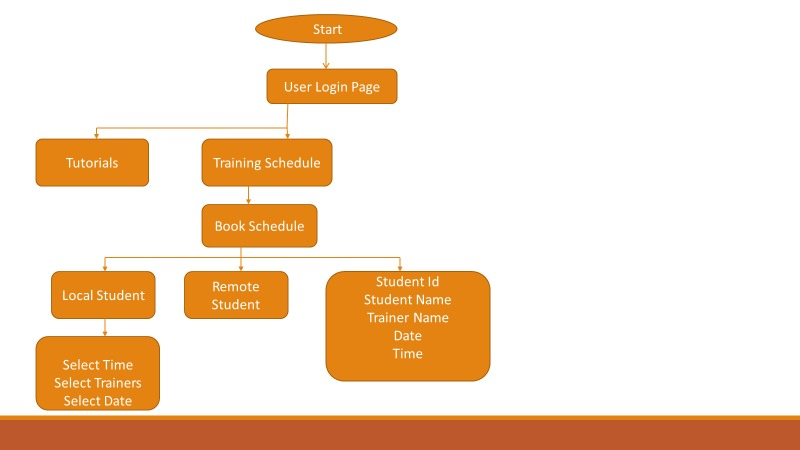 Start
User Login Page
Tutorials
Training Schedule
Book Schedule
Local Student
Remote
Student
Student Id
Student Name
Trainer Name
Date
Time
Select Time
Select Trainers
Select Date